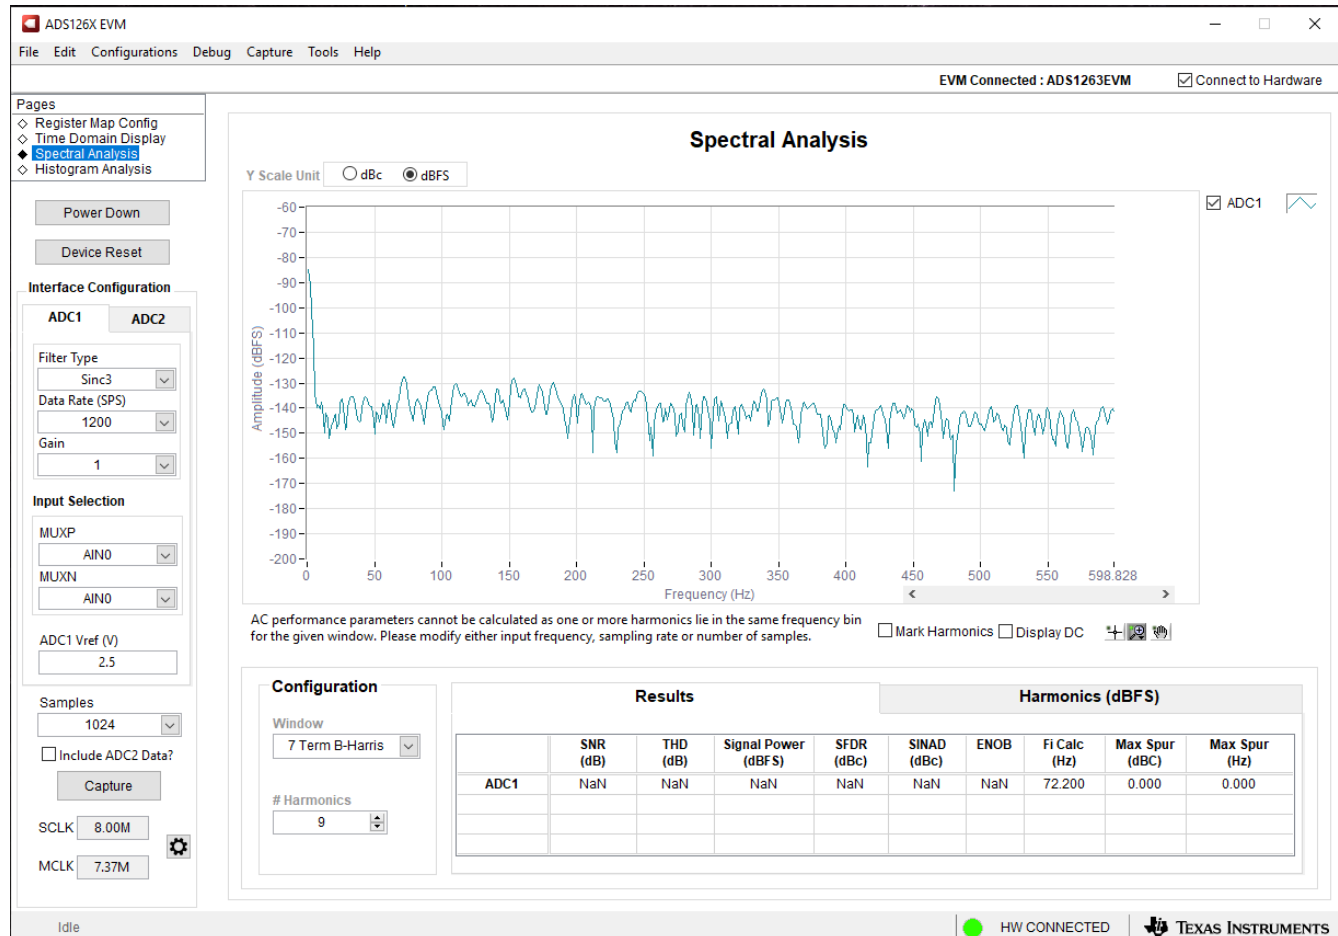 ADS126X EVM
File Edit Configurations Debug Capture Tools Help
EVM Connected : ADS1263EVM
Connect to Hardware
Pages
Register Map Config
Time Domain Display
Spectral Analysis
Histogram Analysis
Power Down
Device Reset
Interface Configuration
ADC1 ADC2
Filter Type
Sinc3
Data Rate (SPS)
1200
Gain
1
Input Selection
MUXP
AIN0
MUXN
AIN0
ADC1 Vref (V)
2.5
Samples
1024
Include ADC2 Data?
Capture
SCLK 8.00M
MCLK 7.37M
Spectral Analysis
Y Scale Unit dBc dBFS
ADC1
Amplitude (dBFS)
-60
-70
-80
-90
-100
-110
-120
-130
-140
-150
-160
-170
-180
-190
-200
0 50 100 150 200 250 300 350 400 450 500 550 598.828
Frequency (Hz)
AC performance parameters cannot be calculated as one or more harmonics lie in the same frequency bin
for the given window. Please modify either input frequency, sampling rate or number of samples.
Mark Harmonics Display DC
Configuration
Window
7 Term B-Harris
# Harmonics
9
Results Harmonics (dBFS)
SNR THD Signal Power SFDR SINAD ENOB Fi Calc Max Spur Max Spur
(dB) (dB) (dBFS) (dBc) (dBc) (Hz) (dBC) (Hz)
ADC1 NaN NaN NaN NaN NaN NaN 72.200 0.000 0.000
Idle
HW CONNECTED
TEXAS INSTRUMENTS